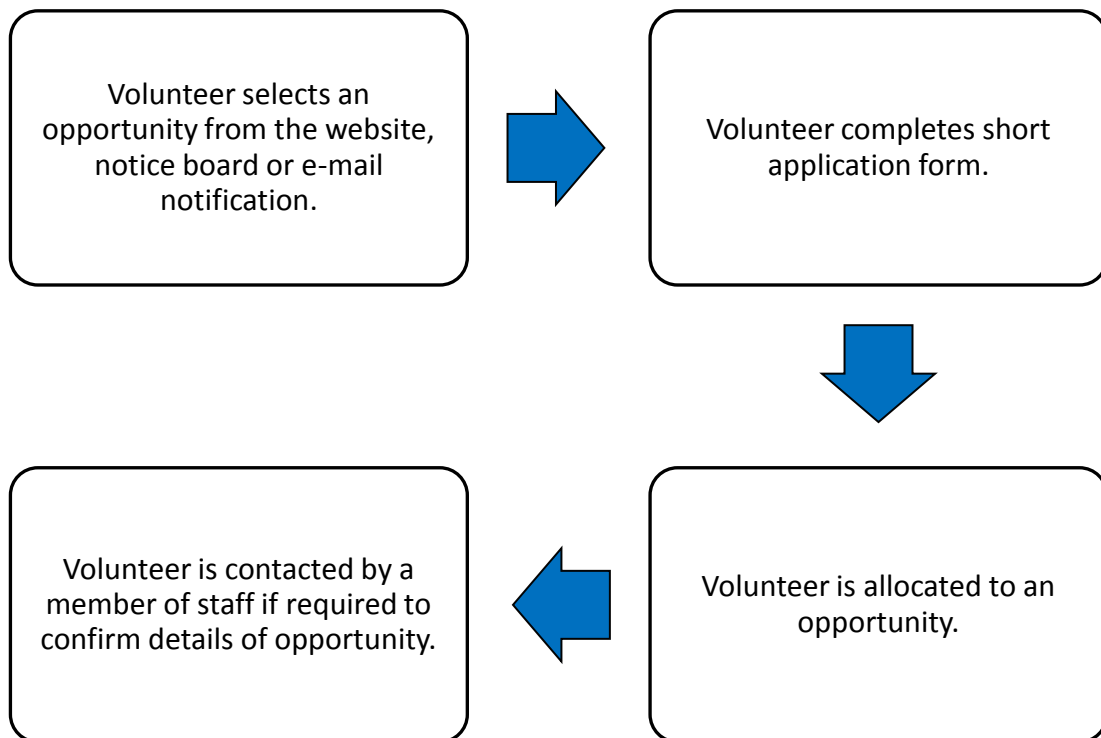 Volunteer selects an
opportunity from the website,
notice board or e-mail
notification.
Volunteer completes short
application form.
Volunteer is allocated to an
opportunity.
Volunteer is contacted by a
member of staff if required to
confirm details of opportunity.